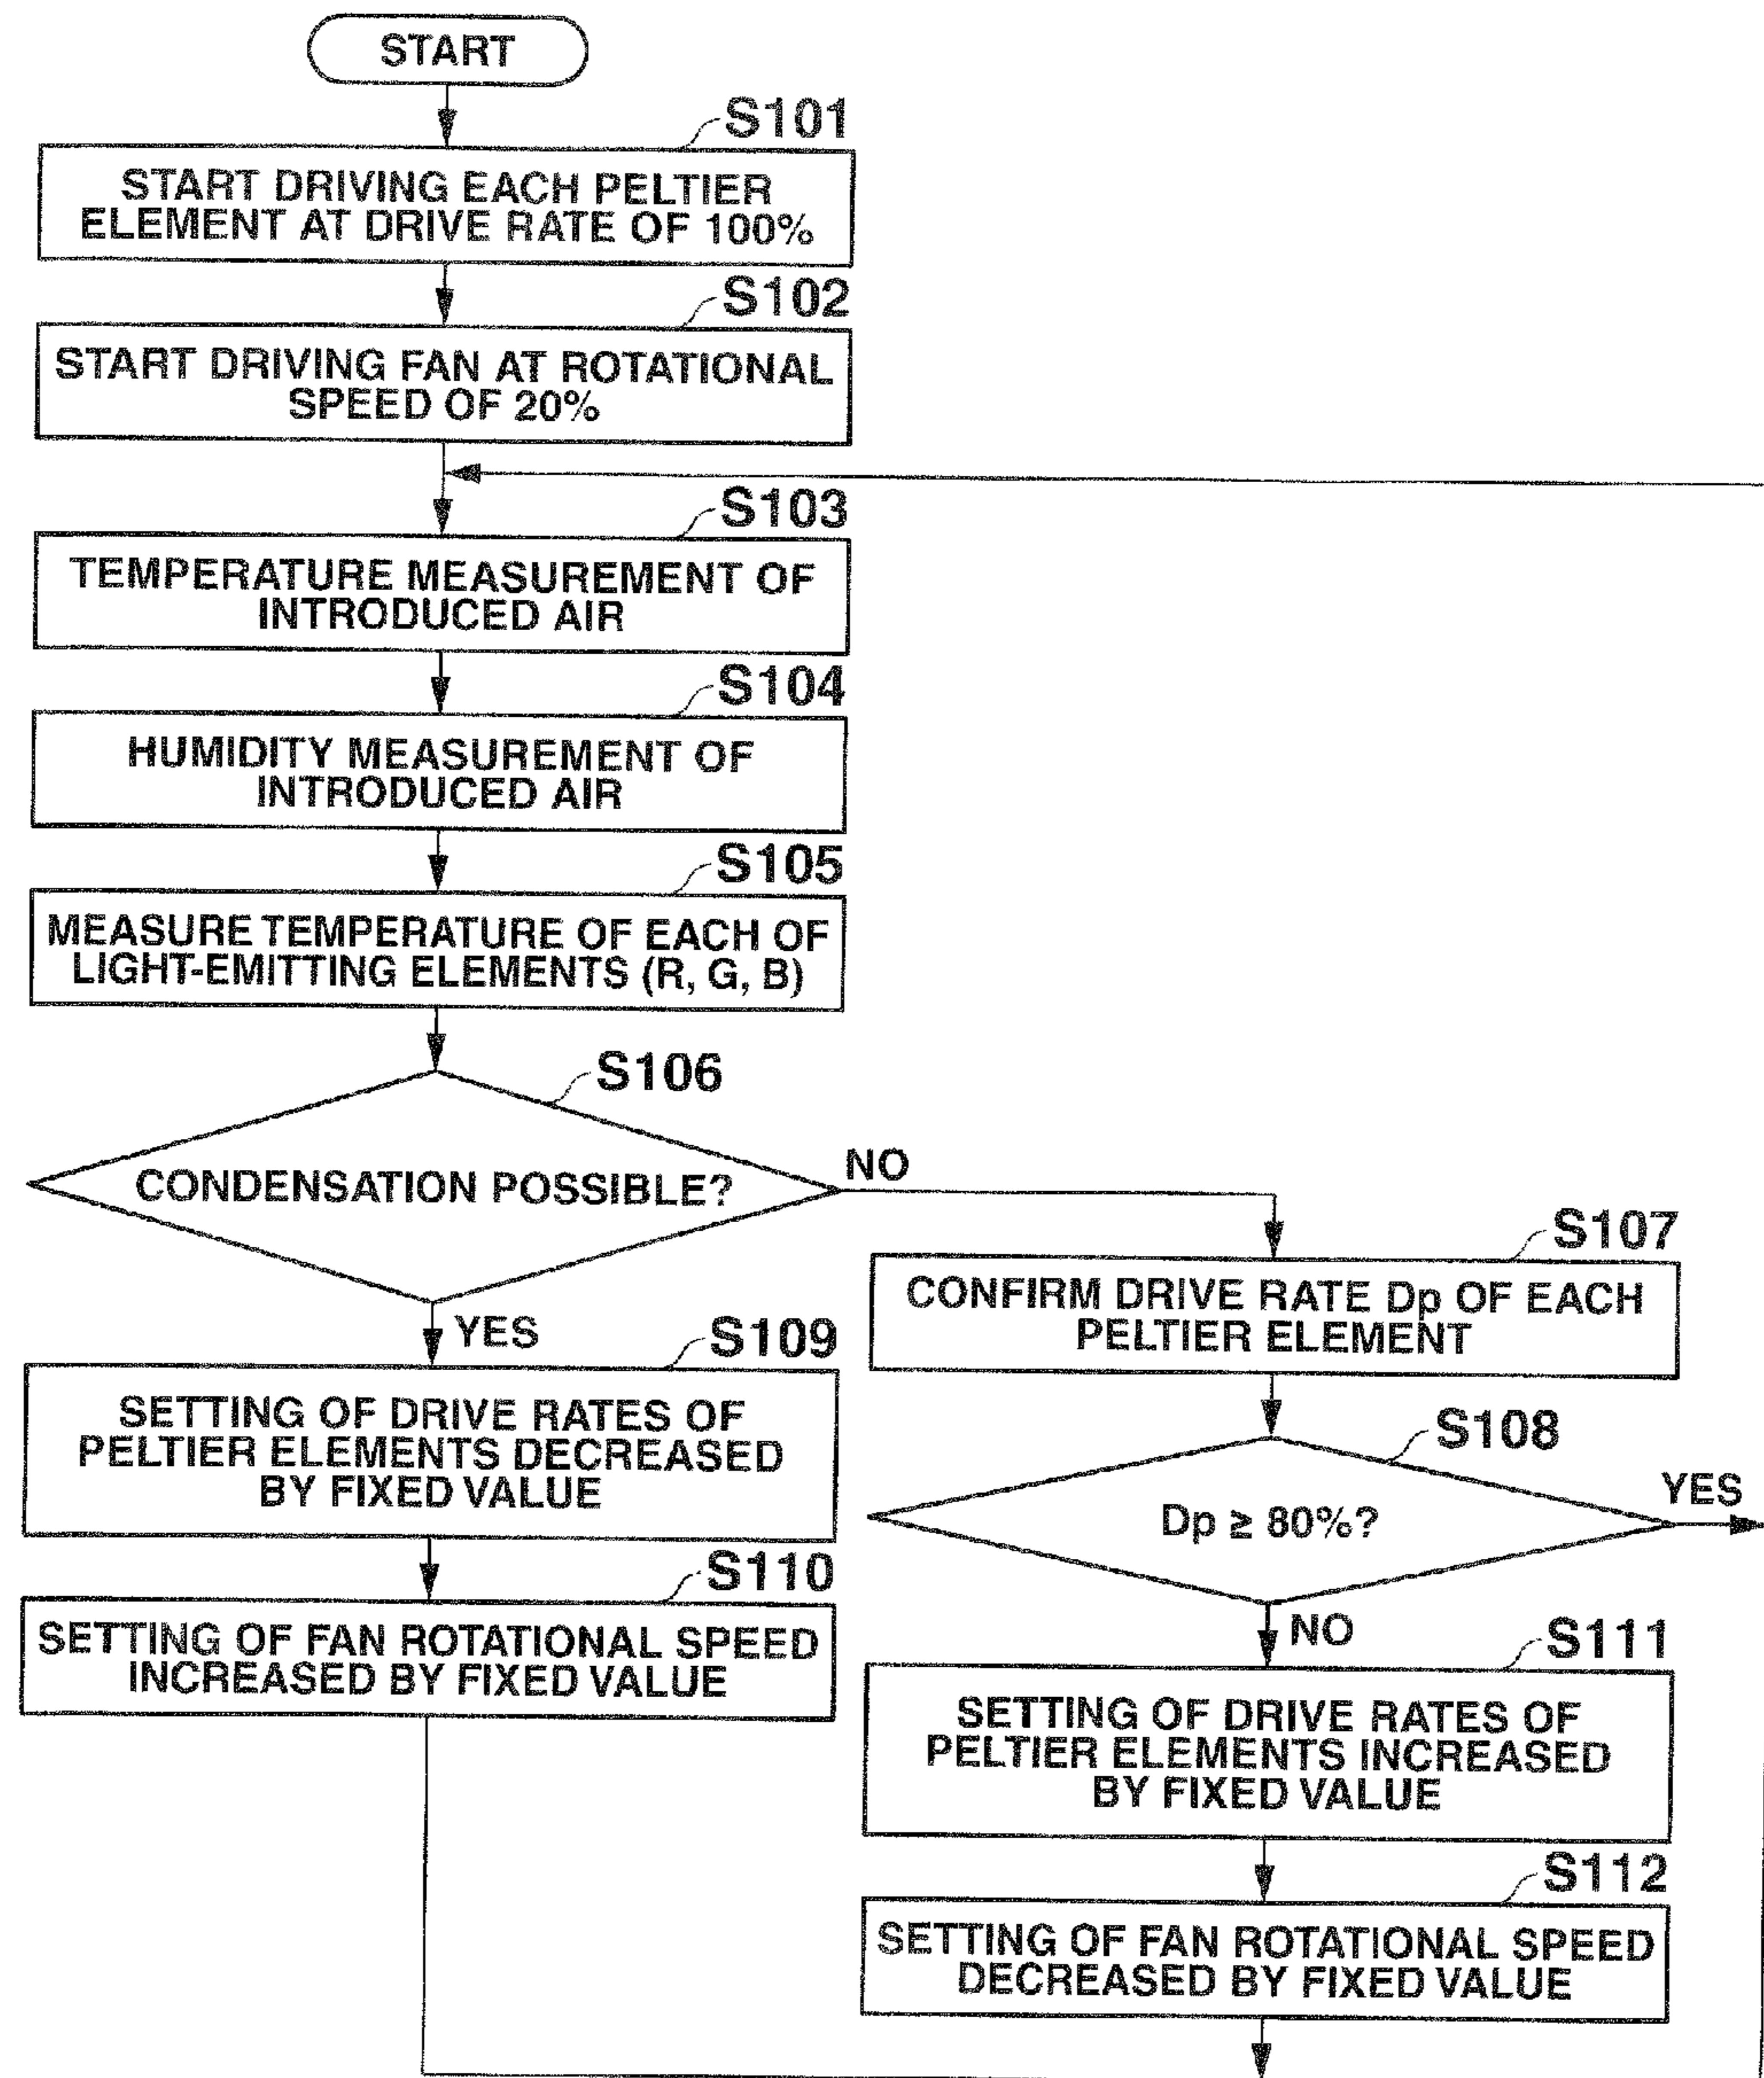 START
S101
START DRIVING EACH PELTIER
ELEMENT AT DRIVE RATE OF 100%
S102
START DRIVING FAN AT ROTATIONAL
SPEED OF 20%
S103
TEMPERATURE MEASUREMENT OF
INTRODUCED AIR
S104
HUMIDITY MEASUREMENT OF
INTRODUCED AIR
S105
MEASURE TEMPERATURE OF EACH OF
LIGHT-EMITTING ELEMENTS (R, G, B)
S106
CONDENSATION POSSIBLE?
NO
YES
S107
CONFIRM DRIVE RATE Dp OF EACH
PELTIER ELEMENT
S108
Dp ≥ 80%?
YES
NO
S109
SETTING OF DRIVE RATES OF
PELTIER ELEMENTS DECREASED
BY FIXED VALUE
S110
SETTING OF FAN ROTATIONAL SPEED
INCREASED BY FIXED VALUE
S111
SETTING OF DRIVE RATES OF
PELTIER ELEMENTS INCREASED
BY FIXED VALUE
S112
SETTING OF FAN ROTATIONAL SPEED
DECREASED BY FIXED VALUE